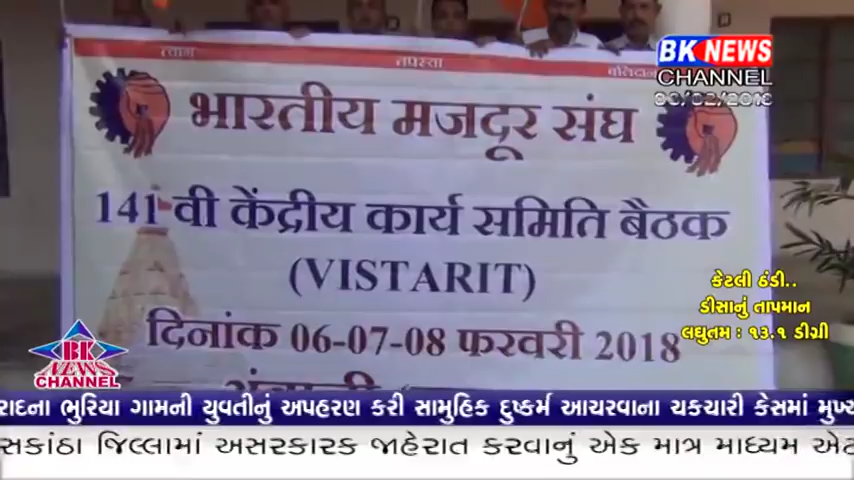 त्याग तपस्या बलिदान
BK NEWS
CHANNEL
भारतीय मजदूर संघ
141 वी केंद्रीय कार्य समिति बैठक
(VISTARIT)
दिनांक 06-07-08 फरवरी 2018
કેટલી ઠંડી..
ડીસાનું તાપમાન
લઘુતમ : ૧૩.૧ ડીગ્રી
BK
NEWS
CHANNEL
રાદના ભુરિયા ગામની યુવતીનું અપહરણ કરી સામુહિક દુષ્કર્મ આચરવાના ચકચારી કેસમાં મુખ્ય
સકાંઠા જિલ્લામાં અસરકારક જાહેરાત કરવાનું એક માત્ર માધ્યમ એટ